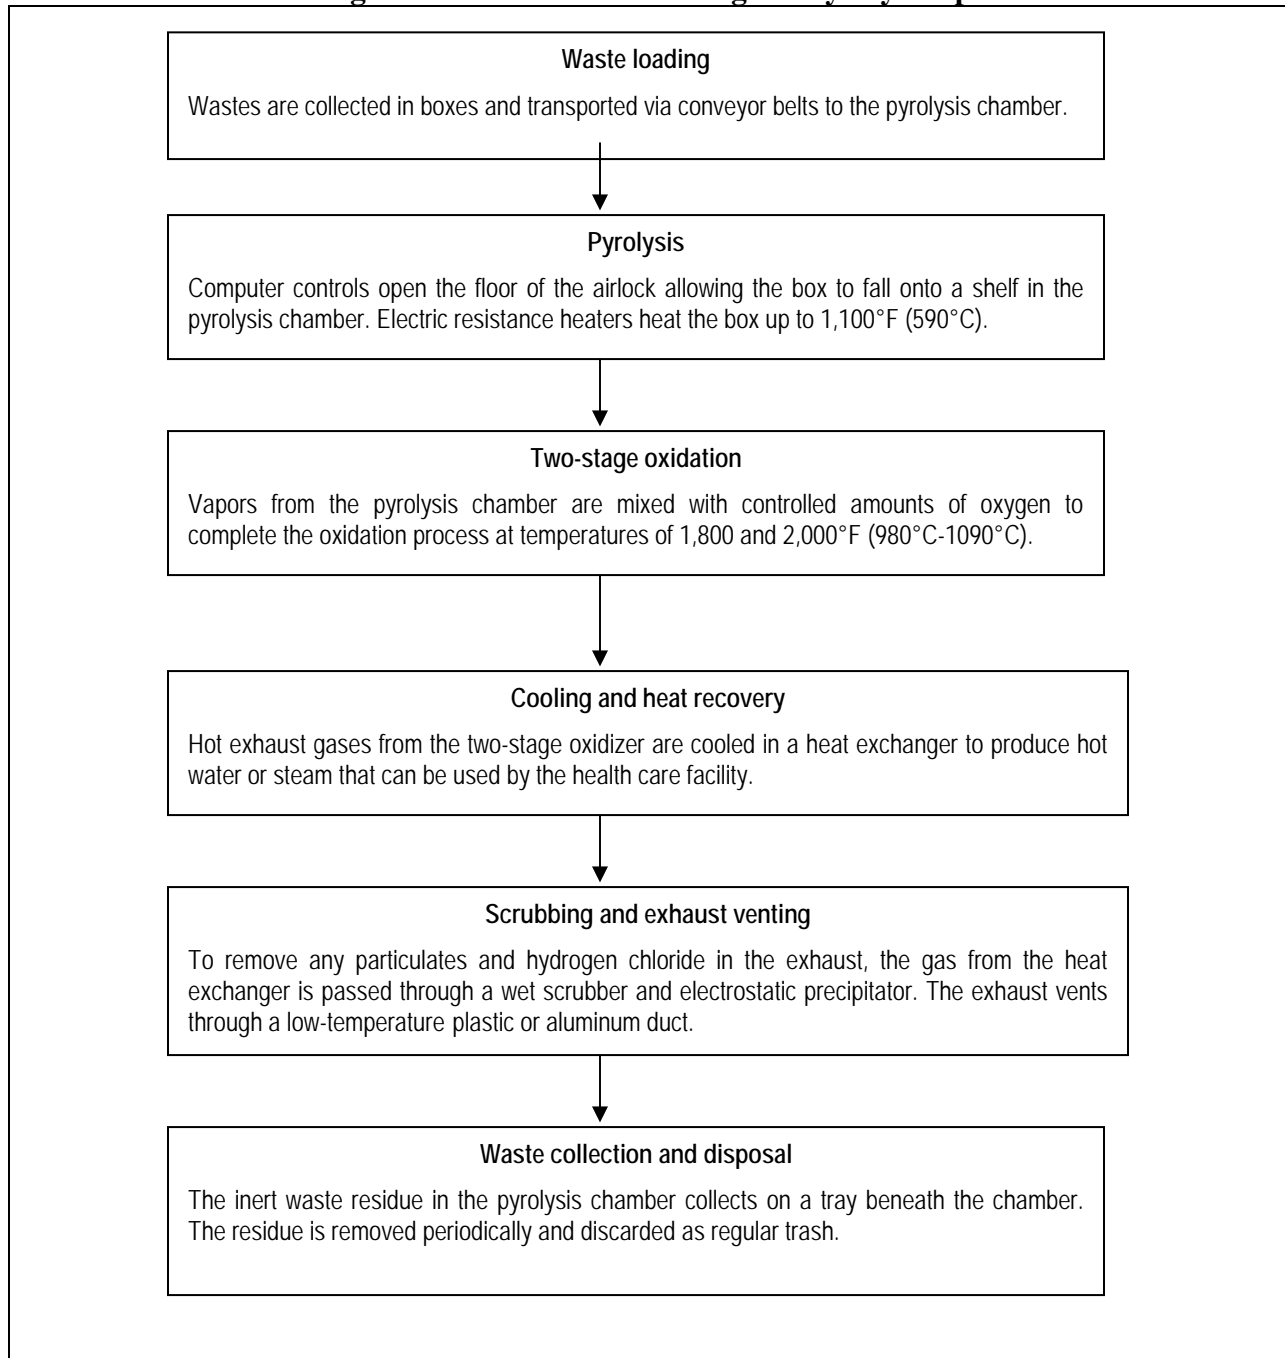 Waste loading
Wastes are collected in boxes and transported via conveyor belts to the pyrolysis chamber.
Pyrolysis
Computer controls open the floor of the airlock allowing the box to fall onto a shelf in the
pyrolysis chamber. Electric resistance heaters heat the box up to 1,100°F (590°C).
Two-stage oxidation
Vapors from the pyrolysis chamber are mixed with controlled amounts of oxygen to
complete the oxidation process at temperatures of 1,800 and 2,000°F (980°C-1090°C).
Cooling and heat recovery
Hot exhaust gases from the two-stage oxidizer are cooled in a heat exchanger to produce hot
water or steam that can be used by the health care facility.
Scrubbing and exhaust venting
To remove any particulates and hydrogen chloride in the exhaust, the gas from the heat
exchanger is passed through a wet scrubber and electrostatic precipitator. The exhaust vents
through a low-temperature plastic or aluminum duct.
Waste collection and disposal
The inert waste residue in the pyrolysis chamber collects on a tray beneath the chamber.
The residue is removed periodically and discarded as regular trash.